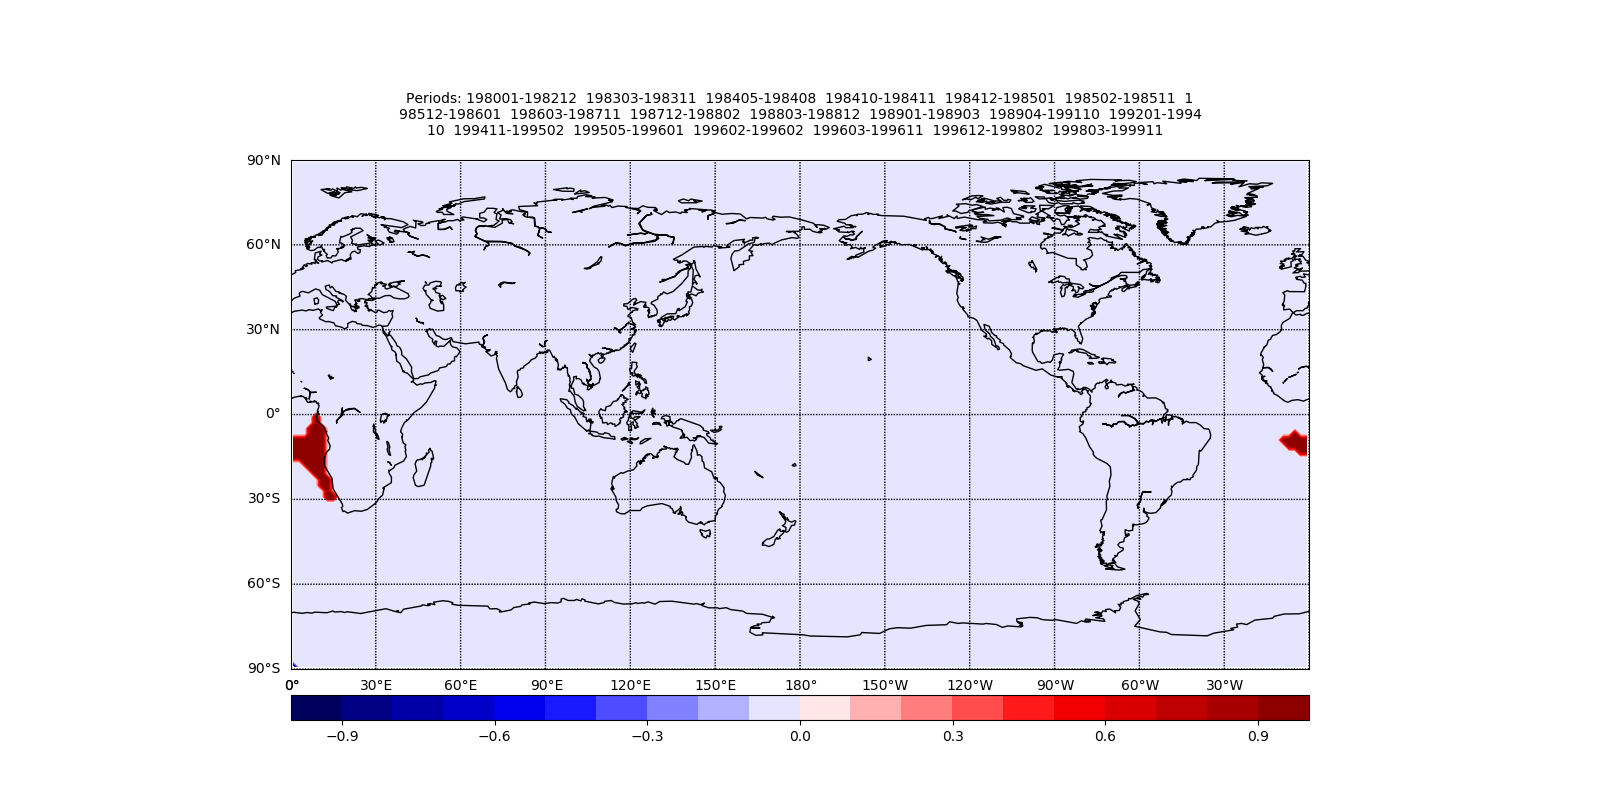 Periods: 198001-198212  198303-198311  198405-198408  198410-198411  198412-198501  198502-198511  1
98512-198601  198603-198711  198712-198802  198803-198812  198901-198903  198904-199110  199201-1994
10  199411-199502  199505-199601  199602-199602  199603-199611  199612-199802  199803-199911
90°N
60°N
30°N
0°
30°S
60°S
90°S
0° 30°E 60°E 90°E 120°E 150°E 180° 150°W 120°W 90°W 60°W 30°W
−0.9 −0.6 −0.3 0.0 0.3 0.6 0.9